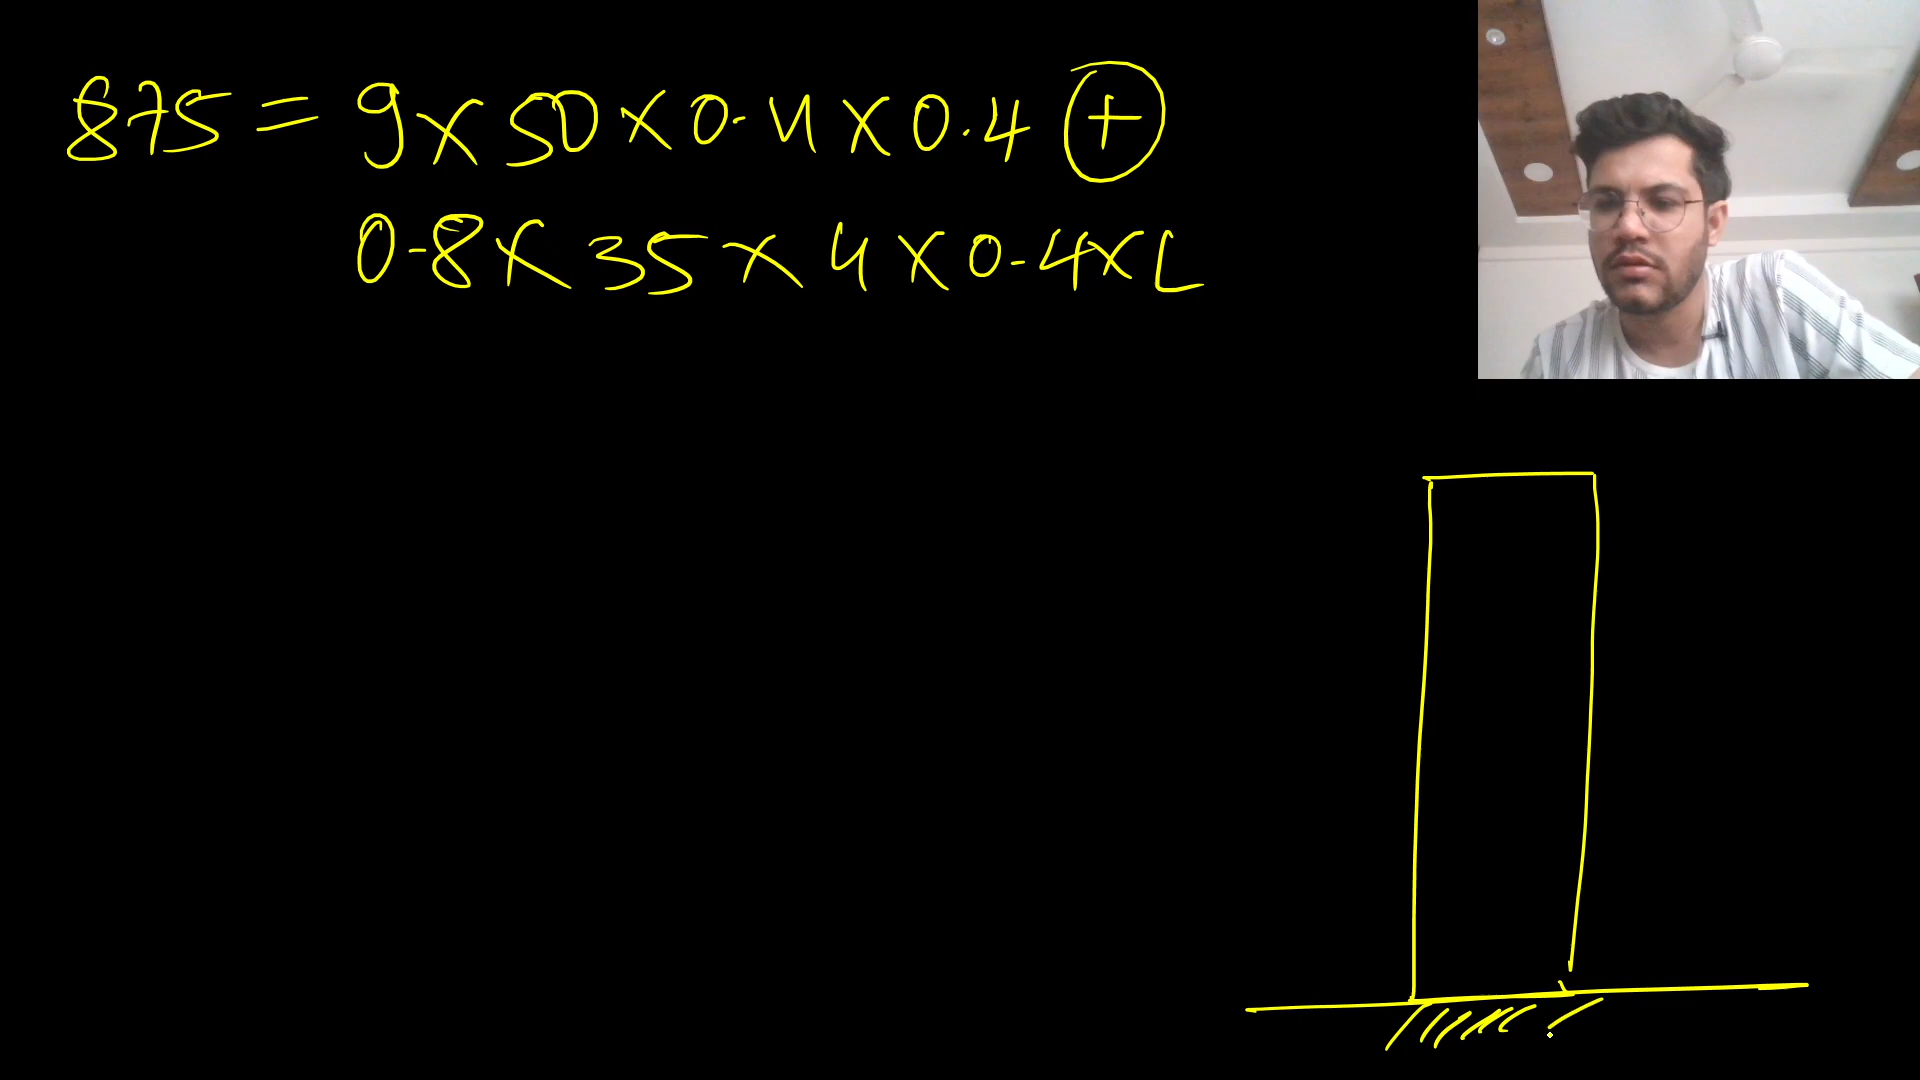 875 = 9 × 50 × 0.4 × 0.4 +
0.8 × 35 × 4 × 0.4 × L